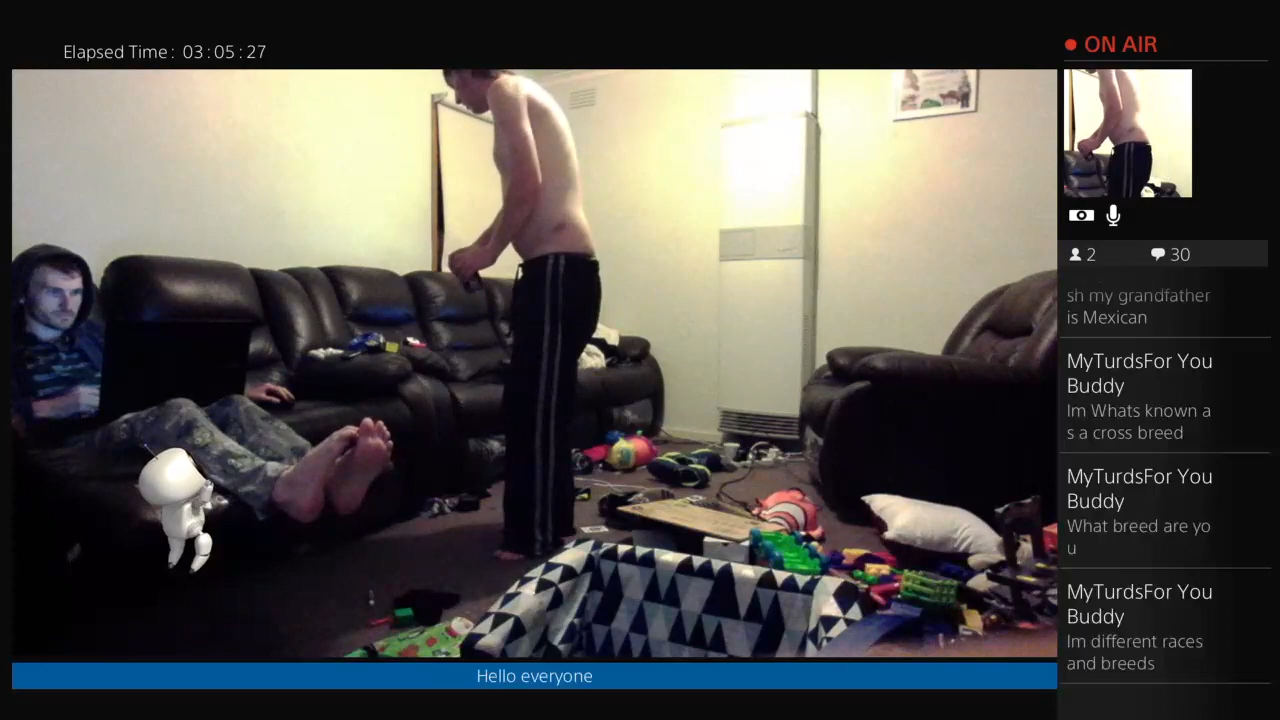 Elapsed Time: 03:05:27
ON AIR
2 30
sh my grandfather
is Mexican
MyTurdsFor You
Buddy
Im Whats known a
s a cross breed
MyTurdsFor You
Buddy
What breed are yo
u
MyTurdsFor You
Buddy
Im different races
and breeds
Hello everyone